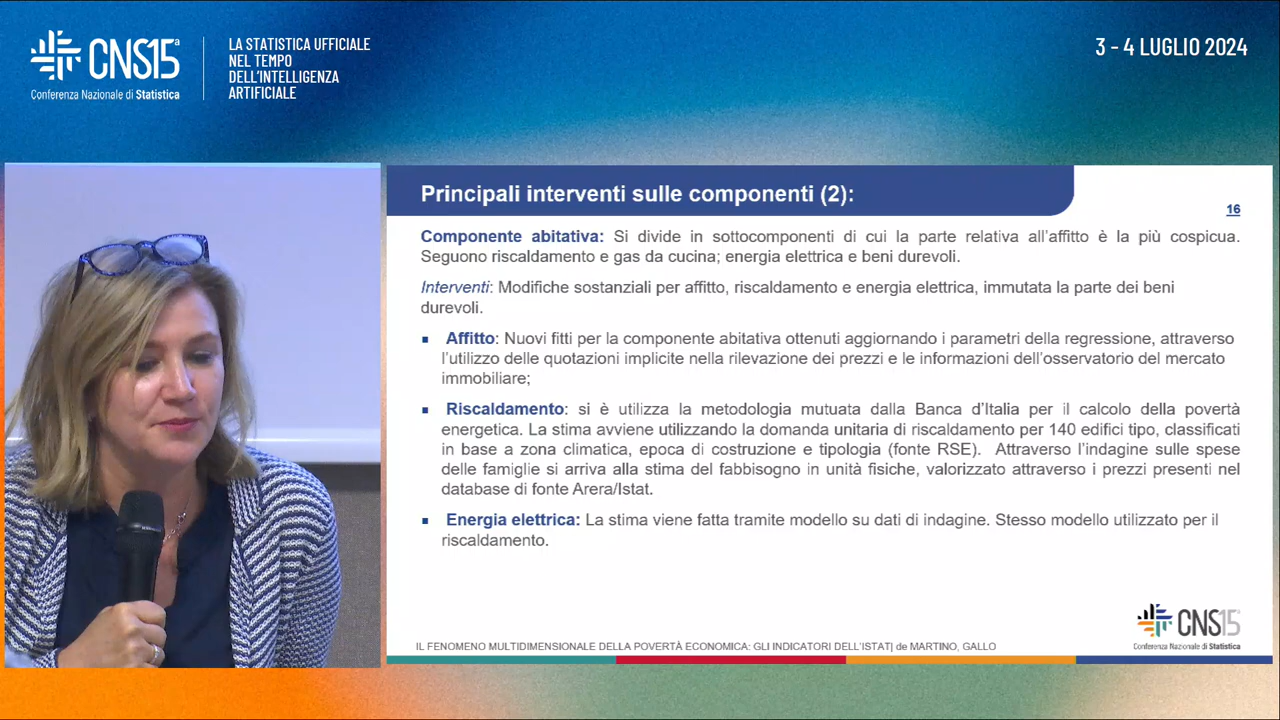 CNS15ª
Conferenza Nazionale di Statistica
LA STATISTICA UFFICIALE
NEL TEMPO
DELL'INTELLIGENZA
ARTIFICIALE
3 - 4 LUGLIO 2024
Principali interventi sulle componenti (2):
16
Componente abitativa: Si divide in sottocomponenti di cui la parte relativa all'affitto è la più cospicua.
Seguono riscaldamento e gas da cucina; energia elettrica e beni durevoli.
Interventi: Modifiche sostanziali per affitto, riscaldamento e energia elettrica, immutata la parte dei beni
durevoli.
▪ Affitto: Nuovi fitti per la componente abitativa ottenuti aggiornando i parametri della regressione, attraverso
l'utilizzo delle quotazioni implicite nella rilevazione dei prezzi e le informazioni dell'osservatorio del mercato
immobiliare;
▪ Riscaldamento: si è utilizza la metodologia mutuata dalla Banca d'Italia per il calcolo della povertà
energetica. La stima avviene utilizzando la domanda unitaria di riscaldamento per 140 edifici tipo, classificati
in base a zona climatica, epoca di costruzione e tipologia (fonte RSE). Attraverso l'indagine sulle spese
delle famiglie si arriva alla stima del fabbisogno in unità fisiche, valorizzato attraverso i prezzi presenti nel
database di fonte Arera/Istat.
▪ Energia elettrica: La stima viene fatta tramite modello su dati di indagine. Stesso modello utilizzato per il
riscaldamento.
CNS15ª
Conferenza Nazionale di Statistica
IL FENOMENO MULTIDIMENSIONALE DELLA POVERTÀ ECONOMICA: GLI INDICATORI DELL'ISTAT| de MARTINO, GALLO